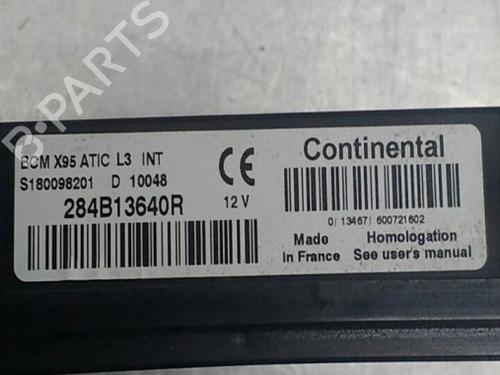 BCM X95 ATIC L3 INT
S180098201 D 10048
284B13640R
12 V
CE
Continental
0/ 13467/ 600721602
Made
in France
Homologation
See user's manual
B-PARTS